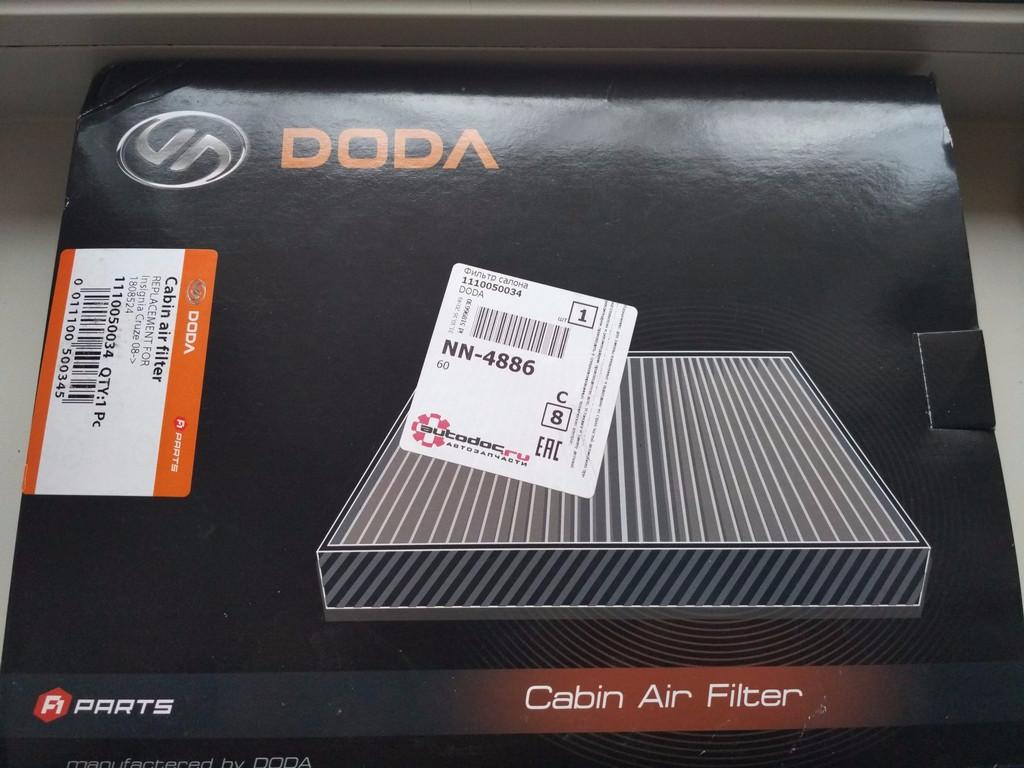 DODA
DODA
PARTS
Cabin air filter
REPLACEMENT FOR
Insignia Cruze 08->
1808524
1110050034 QTY:1 Pc
0 011100 500345
Фильтр салона
1110050034
DODA
шт 1
NN-4886
60
C
8
autodoc.ru
АВТОЗАПЧАСТИ
EAC
F1 PARTS
Cabin Air Filter
manufactered by DODA